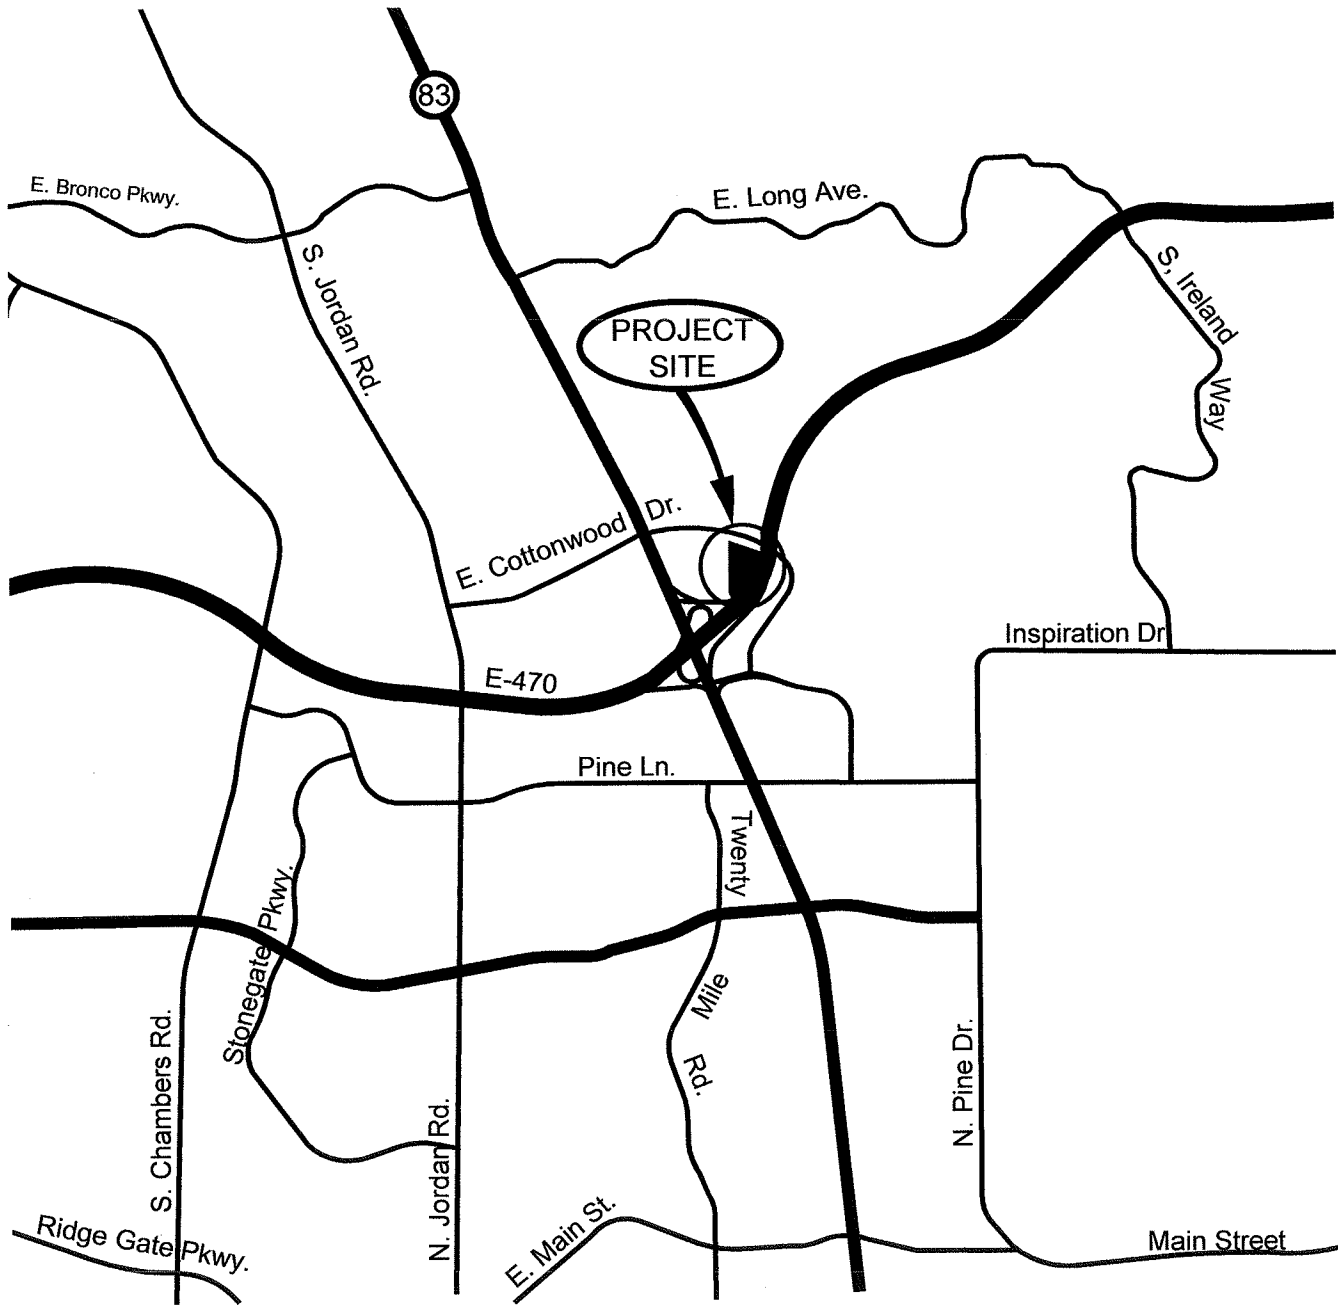 83
E. Bronco Pkwy.
E. Long Ave.
S. Jordan Rd.
S, Ireland
Way
PROJECT
SITE
E. Cottonwood Dr.
Inspiration Dr
E-470
Pine Ln.
Twenty
Mile
Rd.
Stonegate Pkwy.
S. Chambers Rd.
N. Jordan Rd.
N. Pine Dr.
E. Main St.
Ridge Gate Pkwy.
Main Street